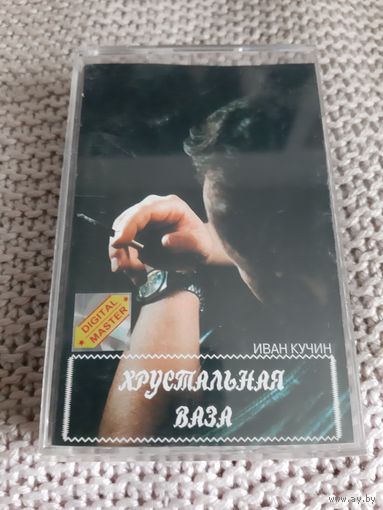 DIGITAL
MASTER
ИВАН КУЧИН
ХРУСТАЛЬНАЯ
ВАЗА
www.ay.by